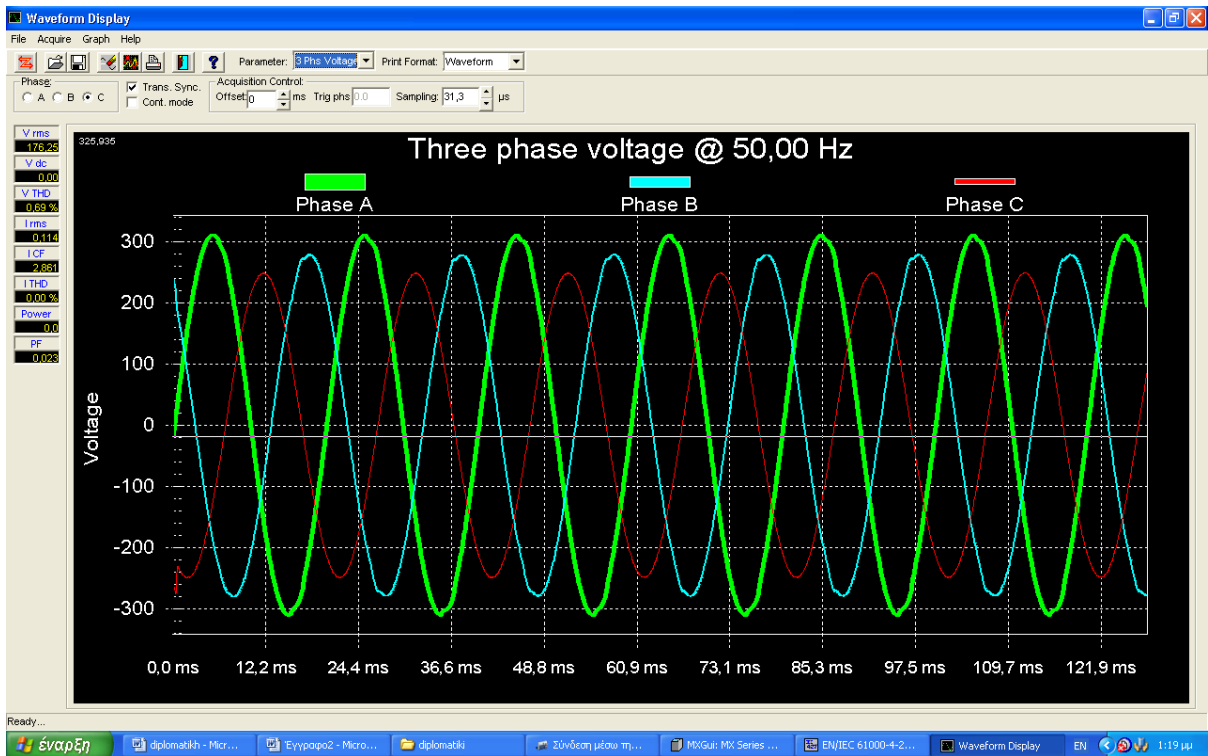 Waveform Display
File Acquire Graph Help
Parameter: 3 Phs Voltage Print Format: Waveform
Phase: A B C
Trans. Sync.
Cont. mode
Acquisition Control:
Offset: 0 ms Trig phs 0.0 Sampling: 31,3 µs
V rms
176,25
V dc
0,00
V THD
0,69 %
I rms
0,114
I CF
2,861
I THD
0,00 %
Power
0,0
PF
0,023
325,935
Three phase voltage @ 50,00 Hz
Phase A Phase B Phase C
Voltage
300
200
100
0
-100
-200
-300
0,0 ms 12,2 ms 24,4 ms 36,6 ms 48,8 ms 60,9 ms 73,1 ms 85,3 ms 97,5 ms 109,7 ms 121,9 ms
Ready...
έναρξη diplomatikh - Micr... Έγγραφο2 - Micro... diplomatiki Σύνδεση μέσω τη... MXGui: MX Series ... EN/IEC 61000-4-2... Waveform Display EN 1:19 μμ